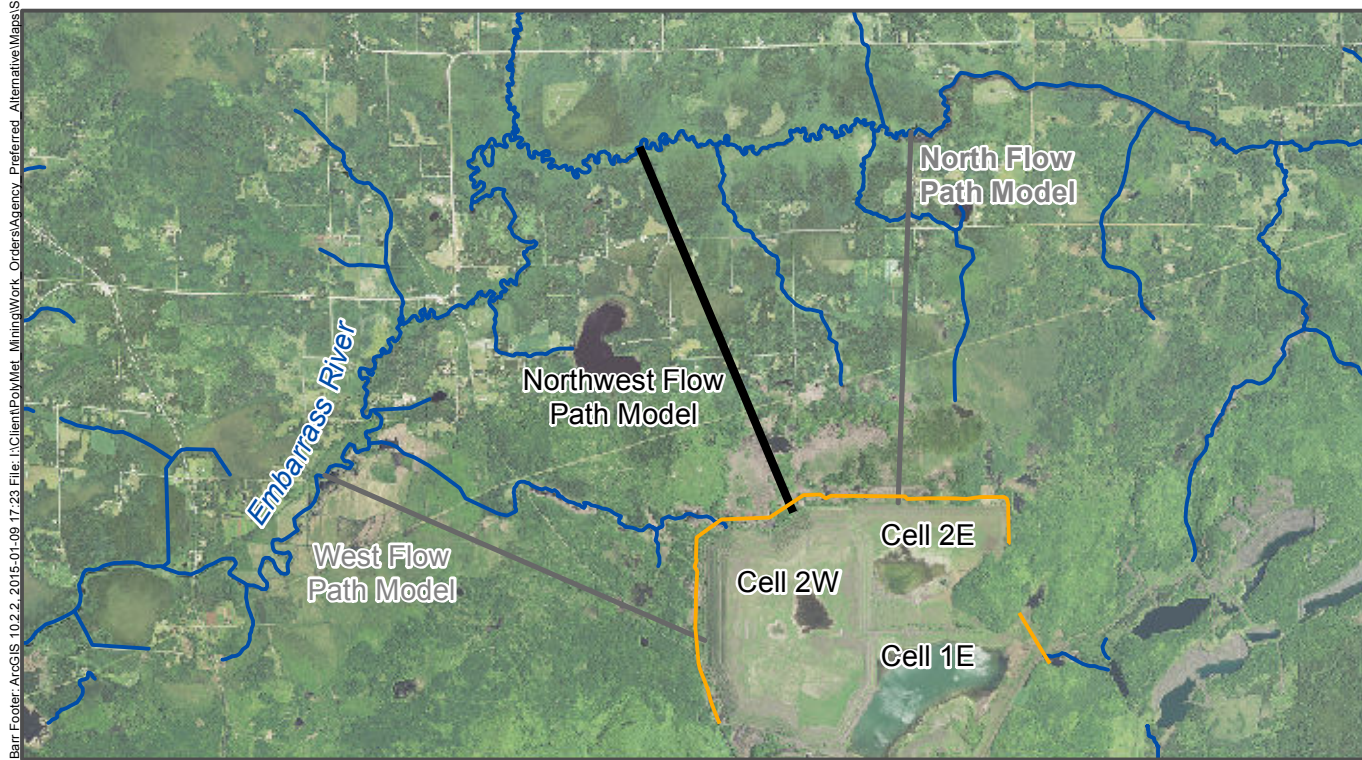 North Flow
Path Model
Northwest Flow
Path Model
Embarrass River
West Flow
Path Model
Cell 2E
Cell 2W
Cell 1E
Barr Footer: ArcGIS 10.2.2, 2015-01-09 17:23 File: I:\Client\PolyMet_Mining\Work_Orders\Agency_Preferred_Alternative\Maps\S